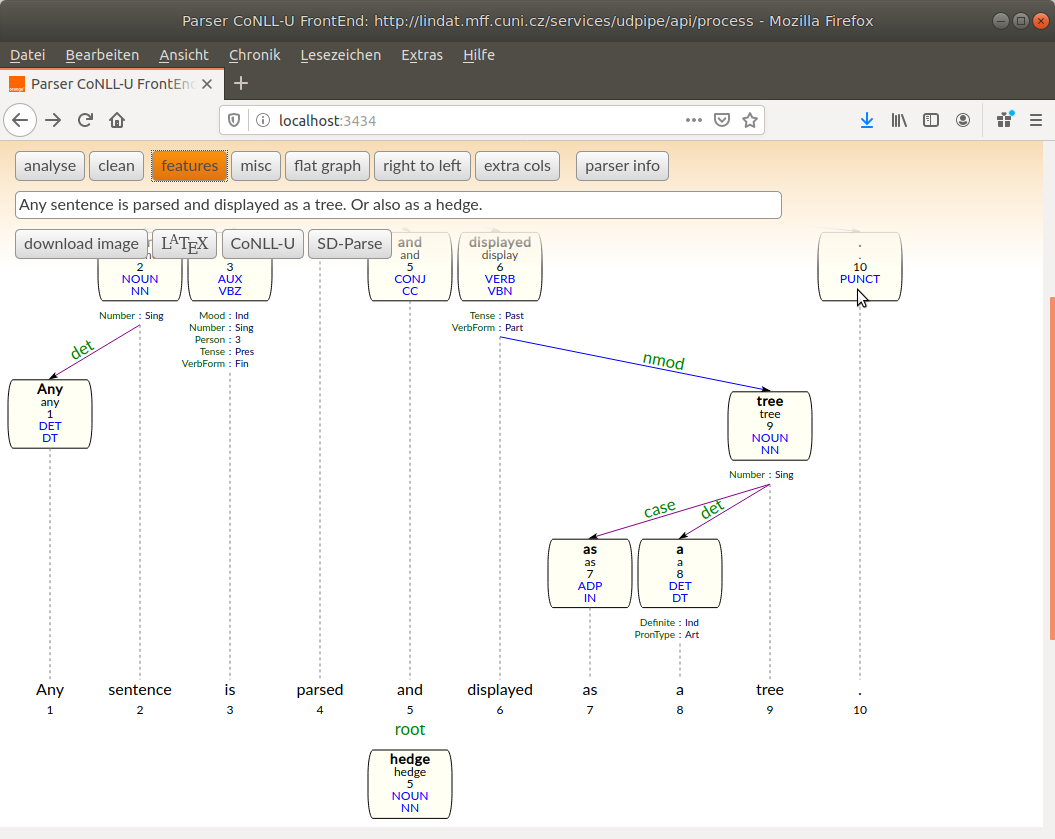 Parser CoNLL-U FrontEnd: http://lindat.mff.cuni.cz/services/udpipe/api/process - Mozilla Firefox
Datei Bearbeiten Ansicht Chronik Lesezeichen Extras Hilfe
Parser CoNLL-U FrontEnd
localhost:3434
analyse clean features misc flat graph right to left extra cols parser info
Any sentence is parsed and displayed as a tree. Or also as a hedge.
download image LATEX CoNLL-U SD-Parse
and displayed .
and display .
2 3 5 6 10
NOUN AUX CONJ VERB PUNCT
NN VBZ CC VBN
Number : Sing Mood : Ind Tense : Past
Number : Sing VerbForm : Part
Person : 3
Tense : Pres
VerbForm : Fin
det nmod
Any
any
1
DET
DT
tree
tree
9
NOUN
NN
Number : Sing
case det
as a
as a
7 8
ADP DET
IN DT
Definite : Ind
PronType : Art
Any sentence is parsed and displayed as a tree .
1 2 3 4 5 6 7 8 9 10
root
hedge
hedge
5
NOUN
NN